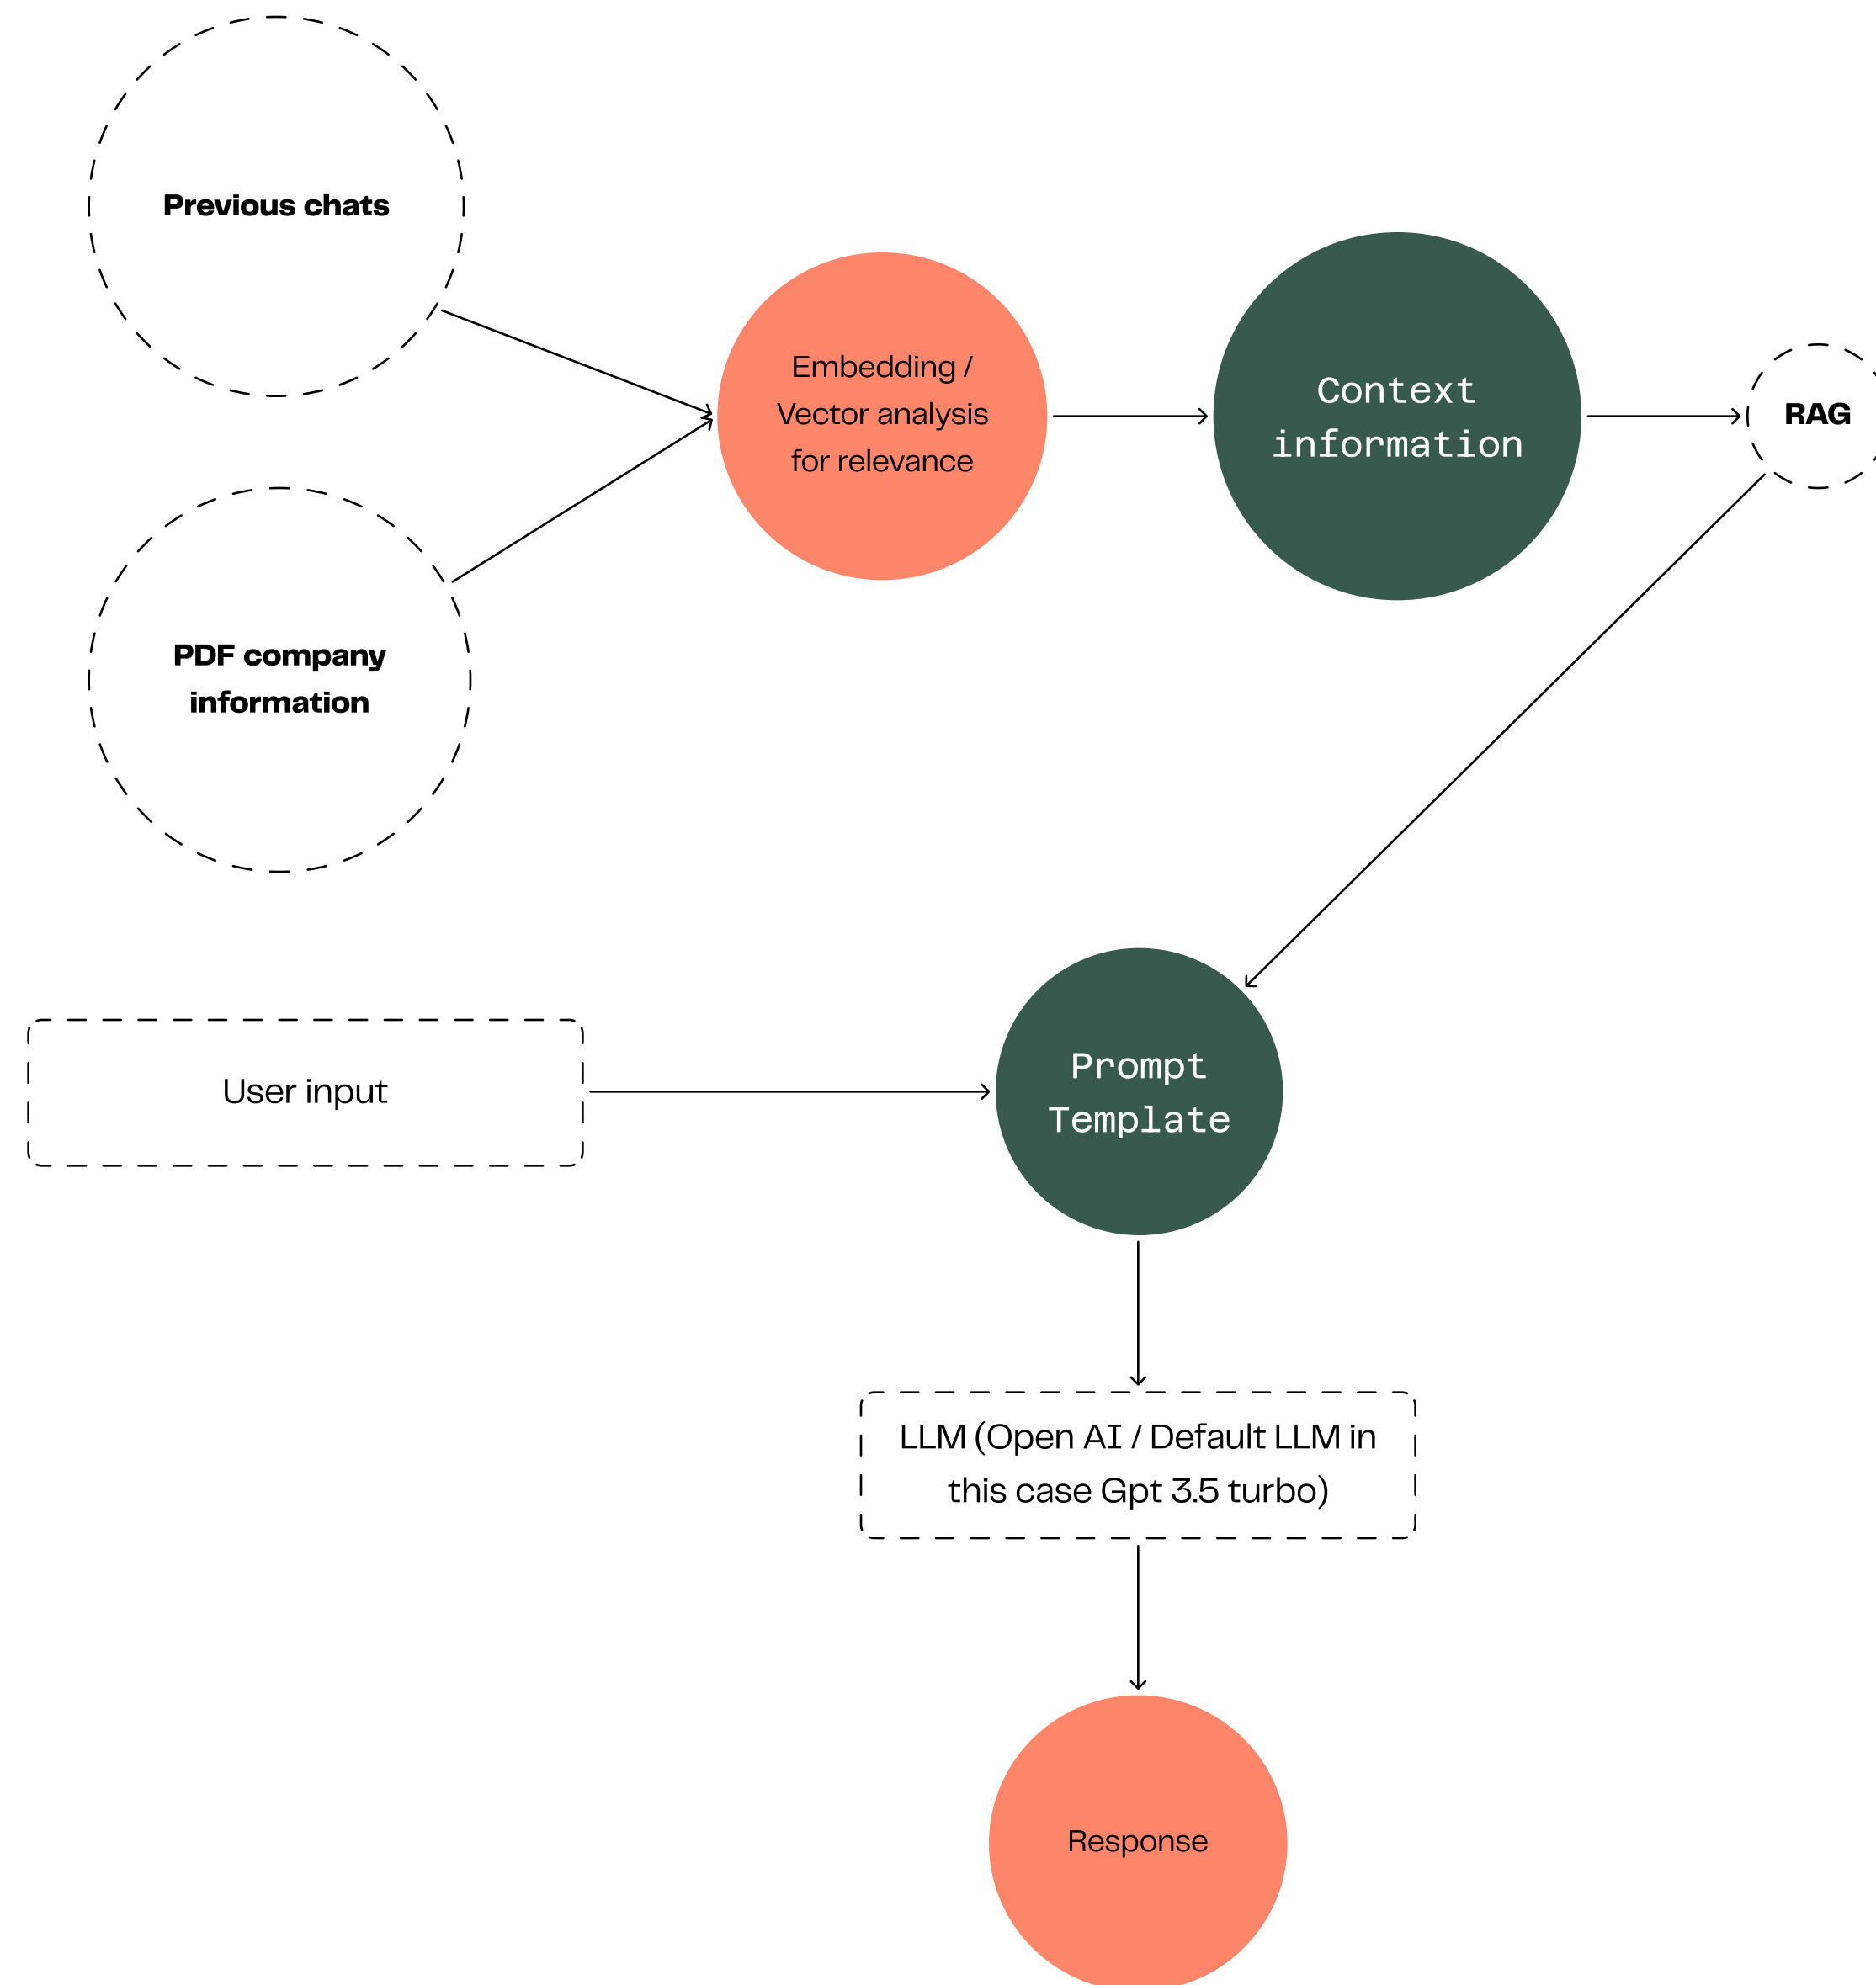 Previous chats
Embedding /
Vector analysis
for relevance
Context
information
RAG
PDF company
information
User input
Prompt
Template
LLM (Open AI / Default LLM in
this case Gpt 3.5 turbo)
Response